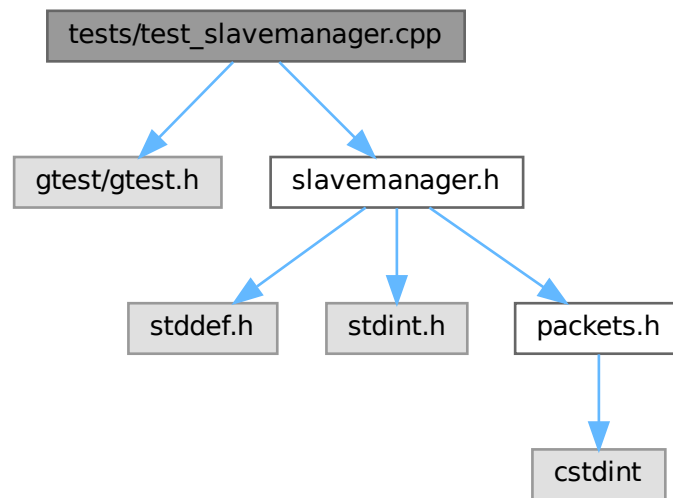 tests/test_slavemanager.cpp
gtest/gtest.h
slavemanager.h
stddef.h
stdint.h
packets.h
cstdint